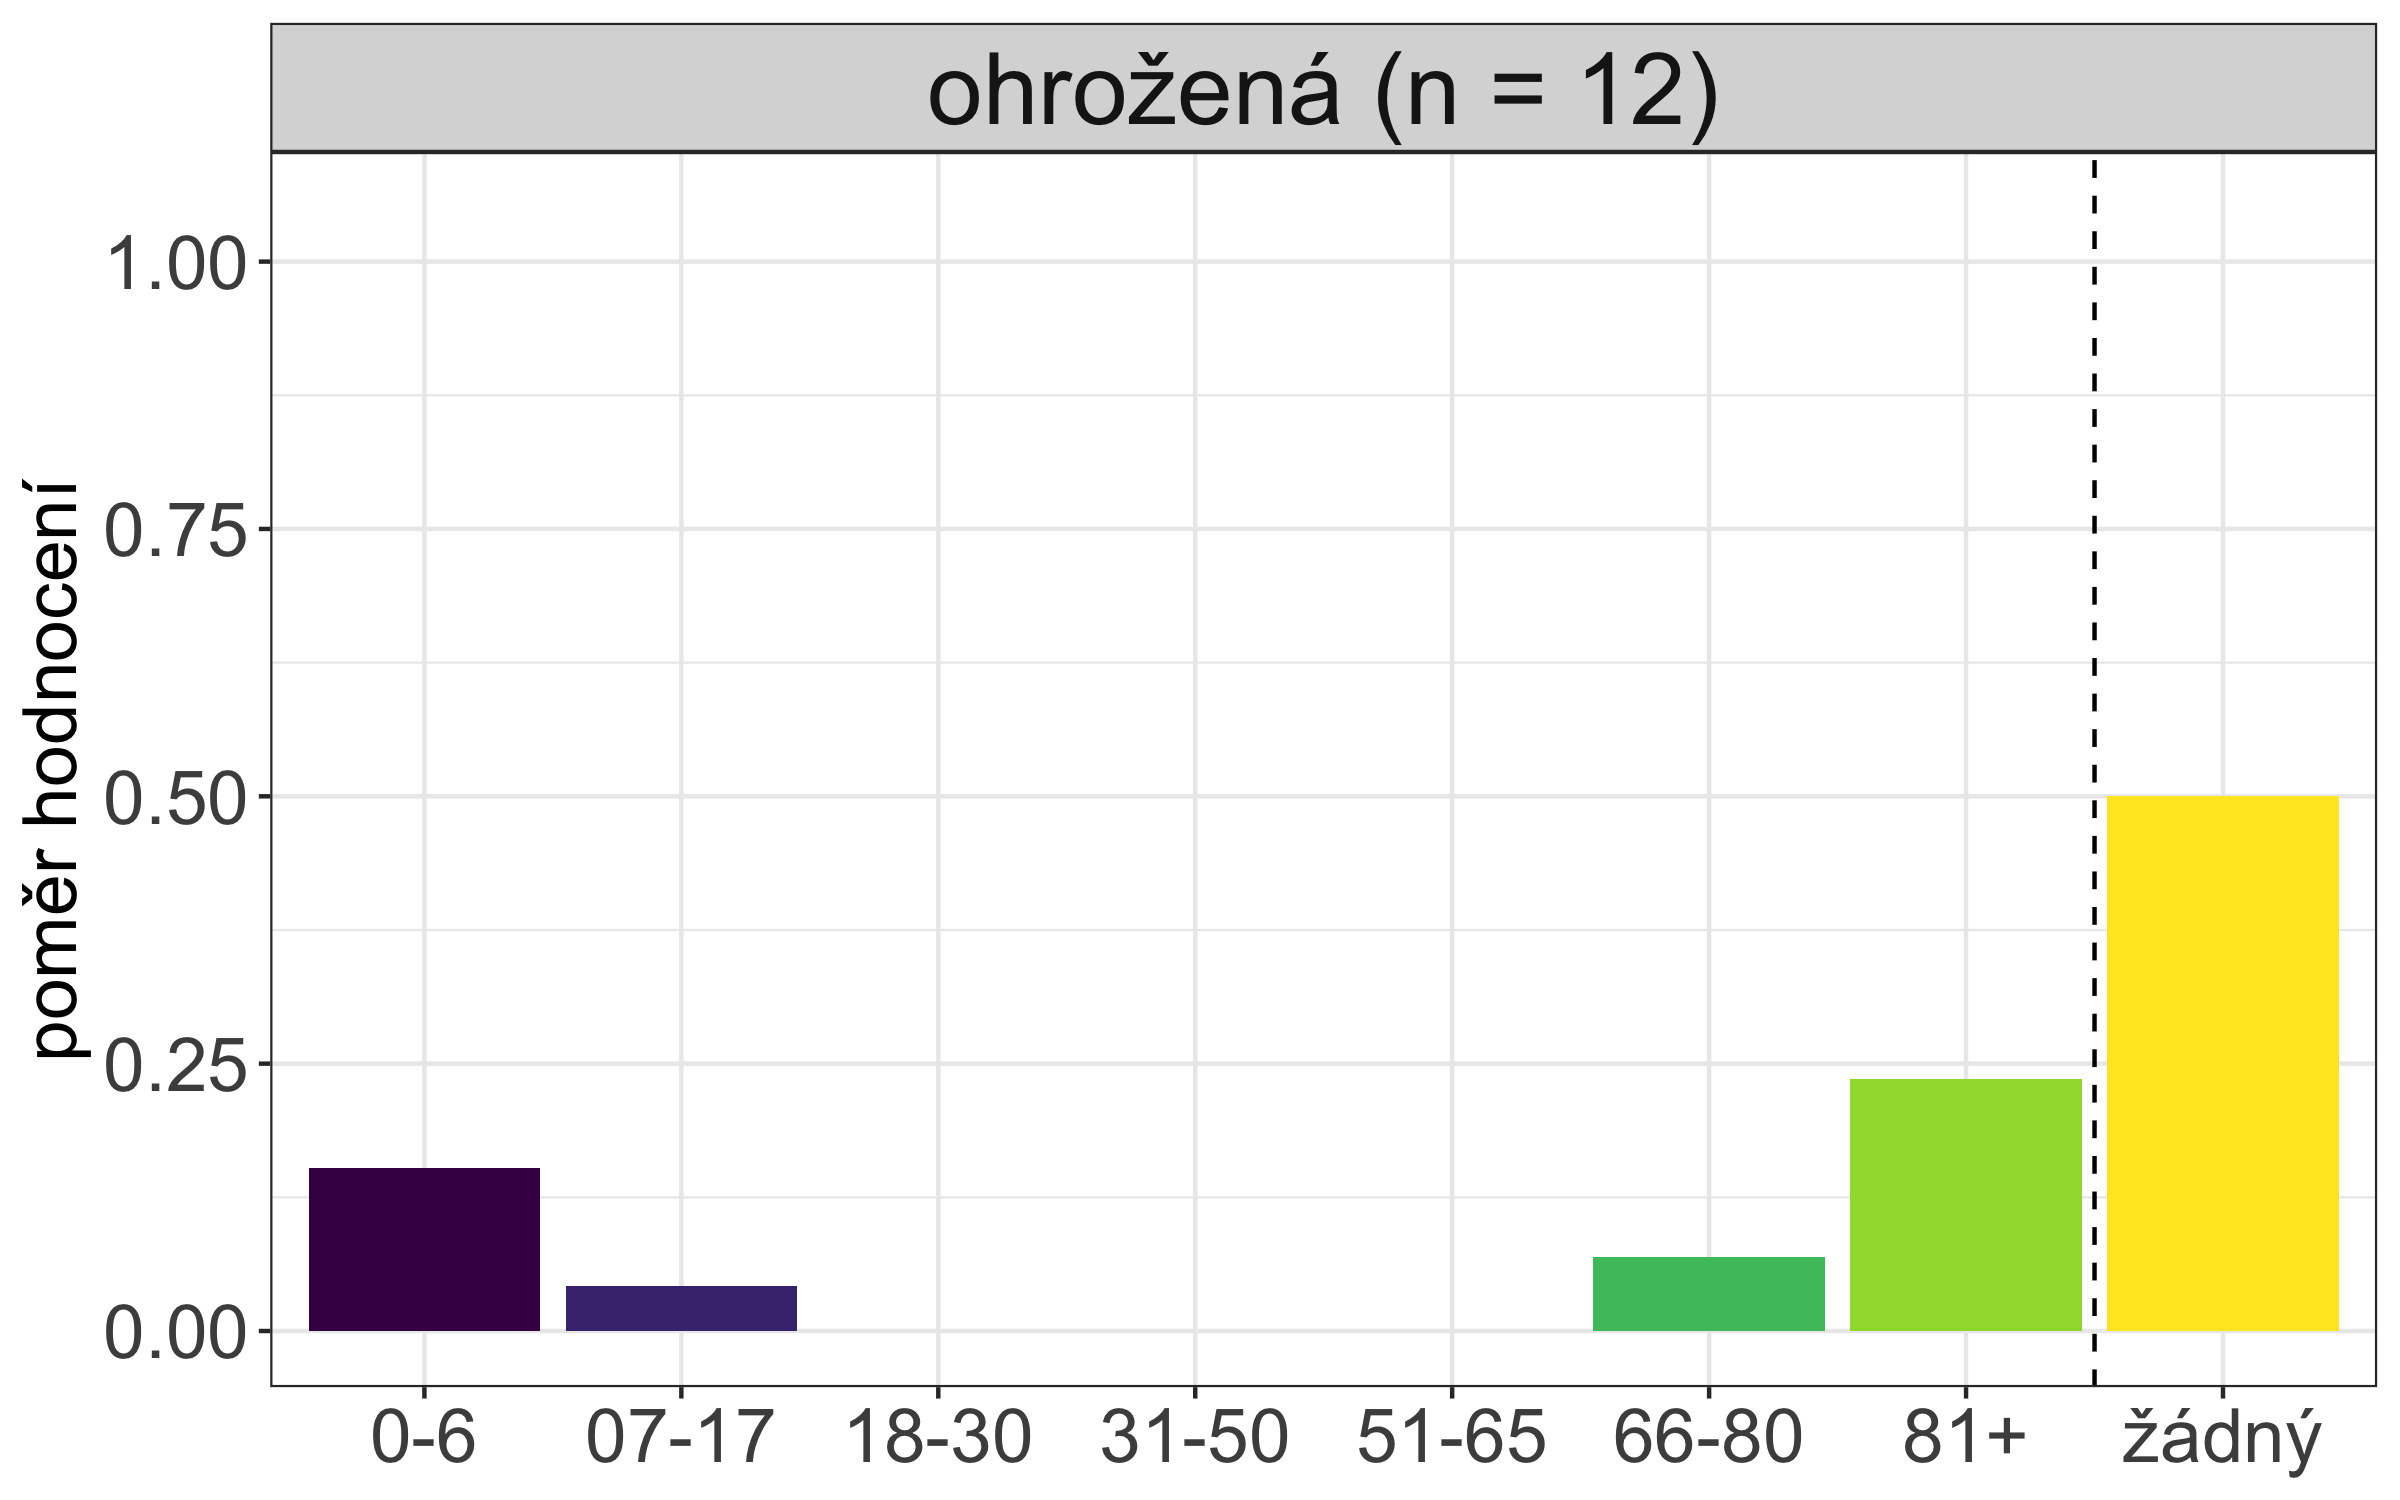 ohrožená (n = 12)
poměr hodnocení
1.00
0.75
0.50
0.25
0.00
0-6 07-17 18-30 31-50 51-65 66-80 81+ žádný